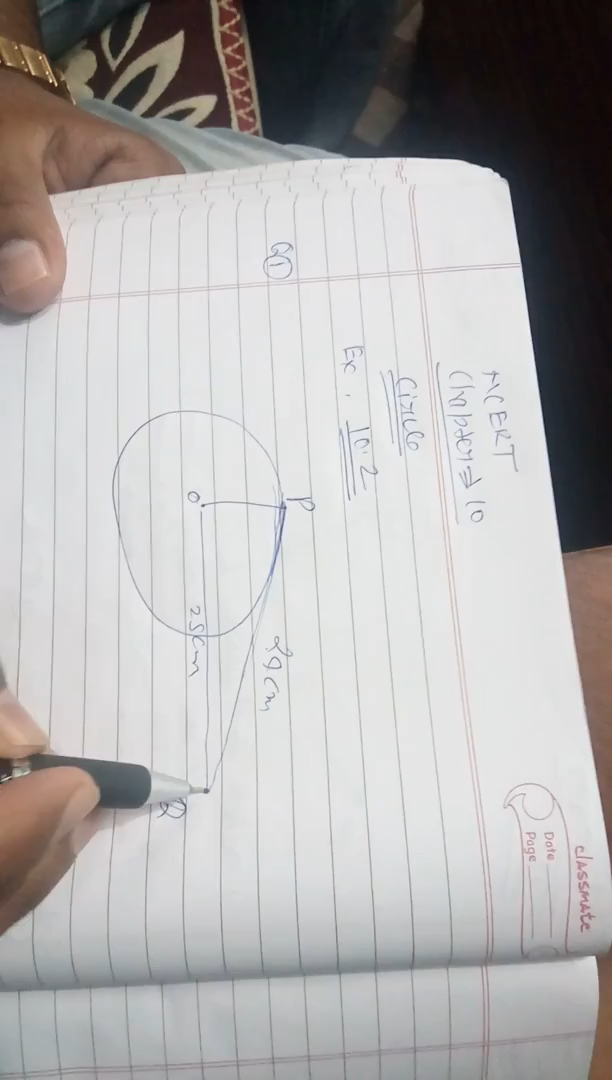 classmate
Date
Page
NCERT
Chapter ⇒ 10
Circle
Ex. 10.2
Q1
P
24cm
O
25cm
Q